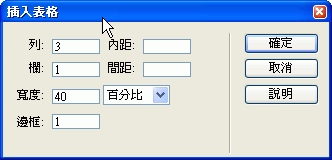 插入表格
列: 3 內距:
欄: 1 間距:
寬度: 40 百分比
邊框: 1
確定
取消
說明